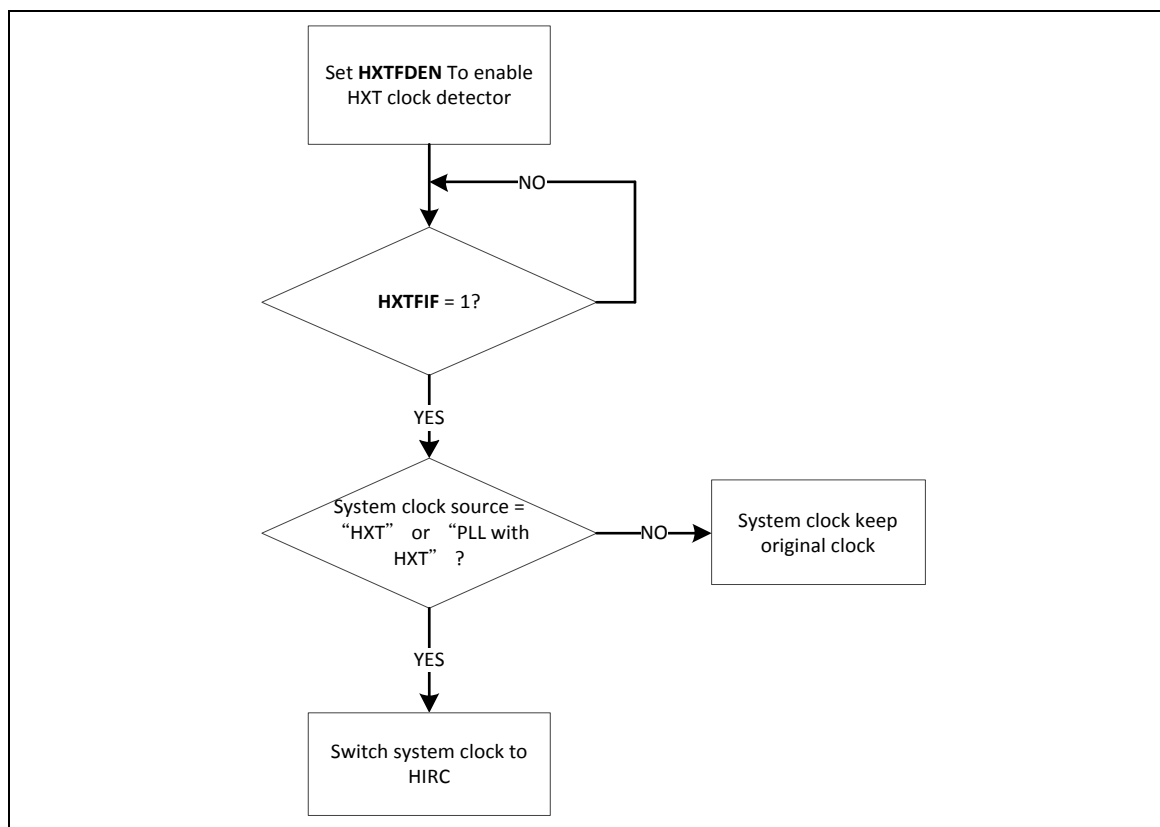 Set HXTFDEN To enable
HXT clock detector
NO
HXTFIF = 1?
YES
System clock source =
“HXT” or “PLL with
HXT” ?
NO
System clock keep
original clock
YES
Switch system clock to
HIRC